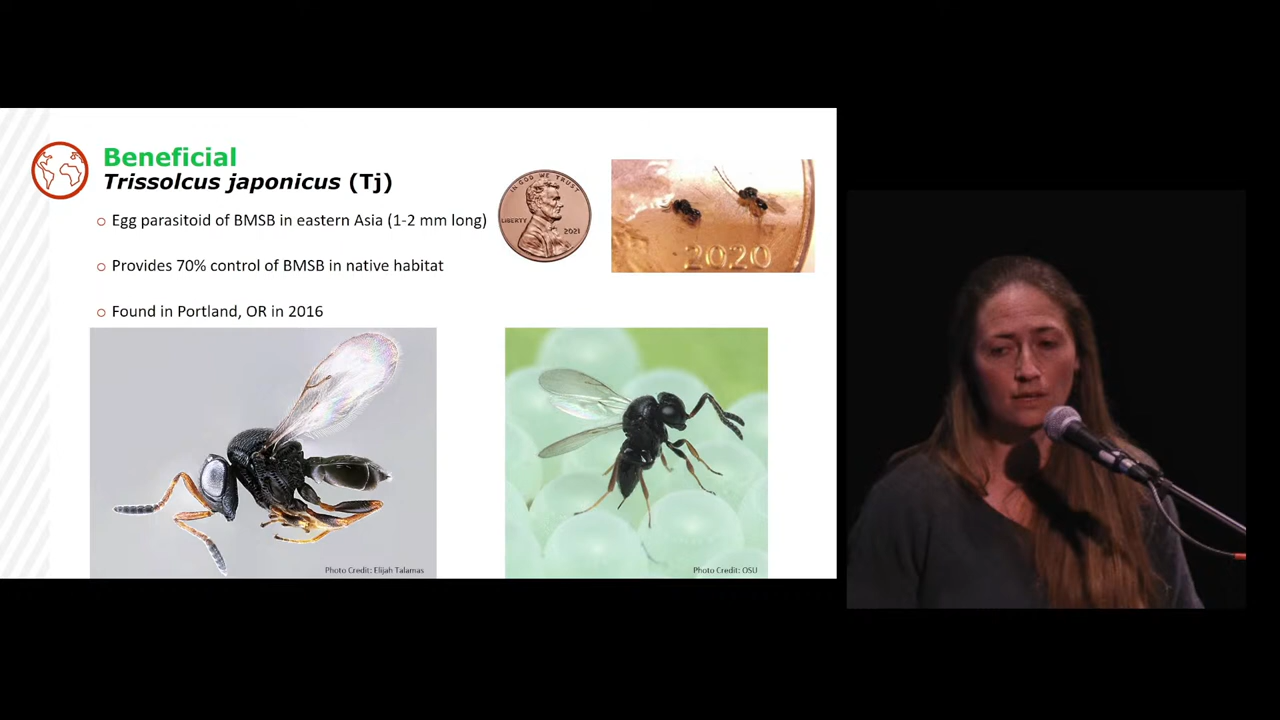 Beneficial
Trissolcus japonicus (Tj)
Egg parasitoid of BMSB in eastern Asia (1-2 mm long)
Provides 70% control of BMSB in native habitat
Found in Portland, OR in 2016
IN GOD WE TRUST
LIBERTY
2021
2020
Photo Credit: Elijah Talamas
Photo Credit: OSU